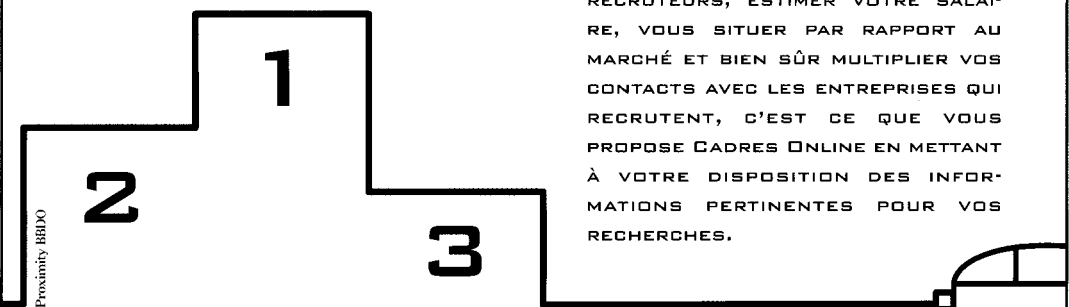 1
2
3
Proximity BBDO
RECRUTEURS, ESTIMER VOTRE SALAI-
RE, VOUS SITUER PAR RAPPORT AU
MARCHÉ ET BIEN SÛR MULTIPLIER VOS
CONTACTS AVEC LES ENTREPRISES QUI
RECRUTENT, C'EST CE QUE VOUS
PROPOSE CADRES ONLINE EN METTANT
À VOTRE DISPOSITION DES INFOR-
MATIONS PERTINENTES POUR VOS
RECHERCHES.